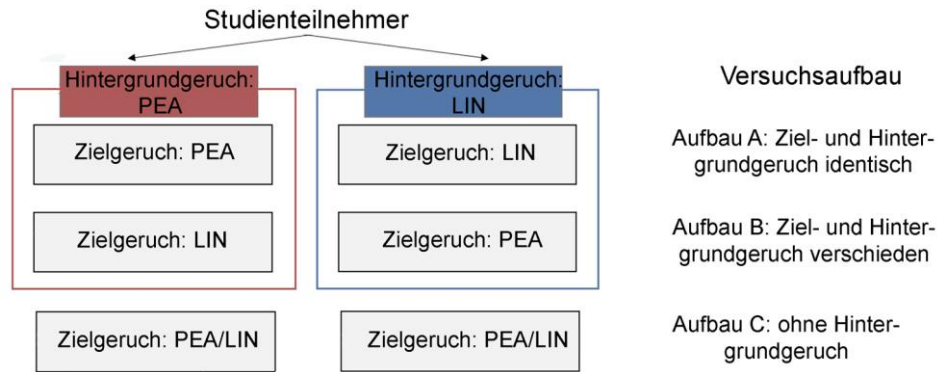 Studienteilnehmer
Hintergrundgeruch:
PEA
Hintergrundgeruch:
LIN
Versuchsaufbau
Zielgeruch: PEA
Zielgeruch: LIN
Aufbau A: Ziel- und Hinter-
grundgeruch identisch
Zielgeruch: LIN
Zielgeruch: PEA
Aufbau B: Ziel- und Hinter-
grundgeruch verschieden
Zielgeruch: PEA/LIN
Zielgeruch: PEA/LIN
Aufbau C: ohne Hinter-
grundgeruch